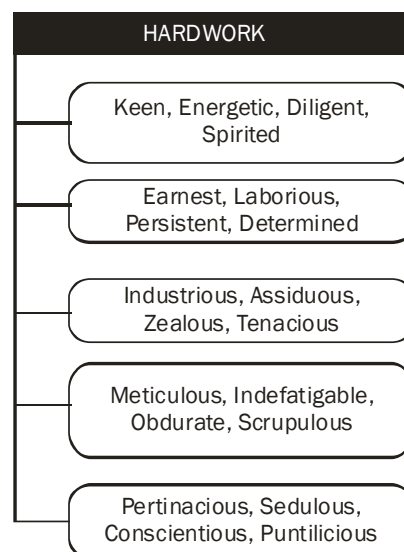 HARDWORK
Keen, Energetic, Diligent,
Spirited
Earnest, Laborious,
Persistent, Determined
Industrious, Assiduous,
Zealous, Tenacious
Meticulous, Indefatigable,
Obdurate, Scrupulous
Pertinacious, Sedulous,
Conscientious, Puntilicious